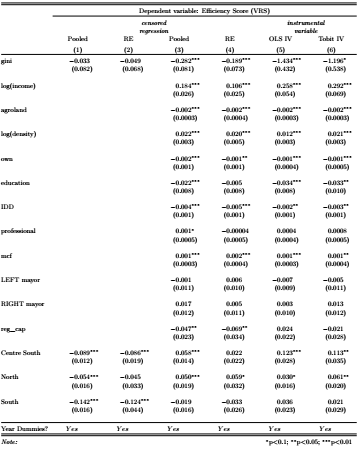 Dependent variable: Efficiency Score (VRS)
censored regression instrumental variable
Pooled RE Pooled RE OLS IV Tobit IV
(1) (2) (3) (4) (5) (6)
gini −0.033 −0.049 −0.282*** −0.189*** −1.434*** −1.196*
(0.082) (0.068) (0.081) (0.073) (0.432) (0.538)
log(income) 0.184*** 0.106*** 0.258*** 0.292***
(0.026) (0.025) (0.054) (0.069)
agroland −0.002*** −0.002*** −0.002*** −0.002***
(0.0003) (0.0004) (0.0003) (0.0003)
log(density) 0.022*** 0.020*** 0.012*** 0.021***
(0.003) (0.005) (0.003) (0.003)
own −0.002*** −0.001** −0.001*** −0.001***
(0.001) (0.001) (0.0004) (0.0005)
education −0.022*** −0.005 −0.034*** −0.033**
(0.008) (0.008) (0.008) (0.010)
IDD −0.004*** −0.005*** −0.002** −0.003**
(0.001) (0.001) (0.001) (0.001)
professional 0.001* −0.00004 0.0004 0.0008
(0.0005) (0.0005) (0.0004) (0.0005)
mcf 0.001*** 0.002*** 0.001*** 0.001**
(0.0003) (0.0004) (0.0003) (0.0004)
LEFT mayor −0.001 0.006 −0.007 −0.005
(0.011) (0.010) (0.009) (0.011)
RIGHT mayor 0.017 0.005 0.003 0.013
(0.012) (0.011) (0.010) (0.012)
reg_cap −0.047** −0.069** 0.024 −0.021
(0.023) (0.034) (0.022) (0.028)
Centre South −0.089*** −0.086*** 0.058*** 0.022 0.123*** 0.113**
(0.012) (0.019) (0.014) (0.022) (0.028) (0.035)
North −0.054*** −0.045 0.050*** 0.059* 0.030* 0.061**
(0.016) (0.033) (0.019) (0.032) (0.016) (0.020)
South −0.142*** −0.124*** −0.019 −0.033 0.036 0.021
(0.016) (0.044) (0.016) (0.026) (0.023) (0.029)
Year Dummies? Yes Yes Yes Yes Yes Yes
Note: *p<0.1; **p<0.05; ***p<0.01